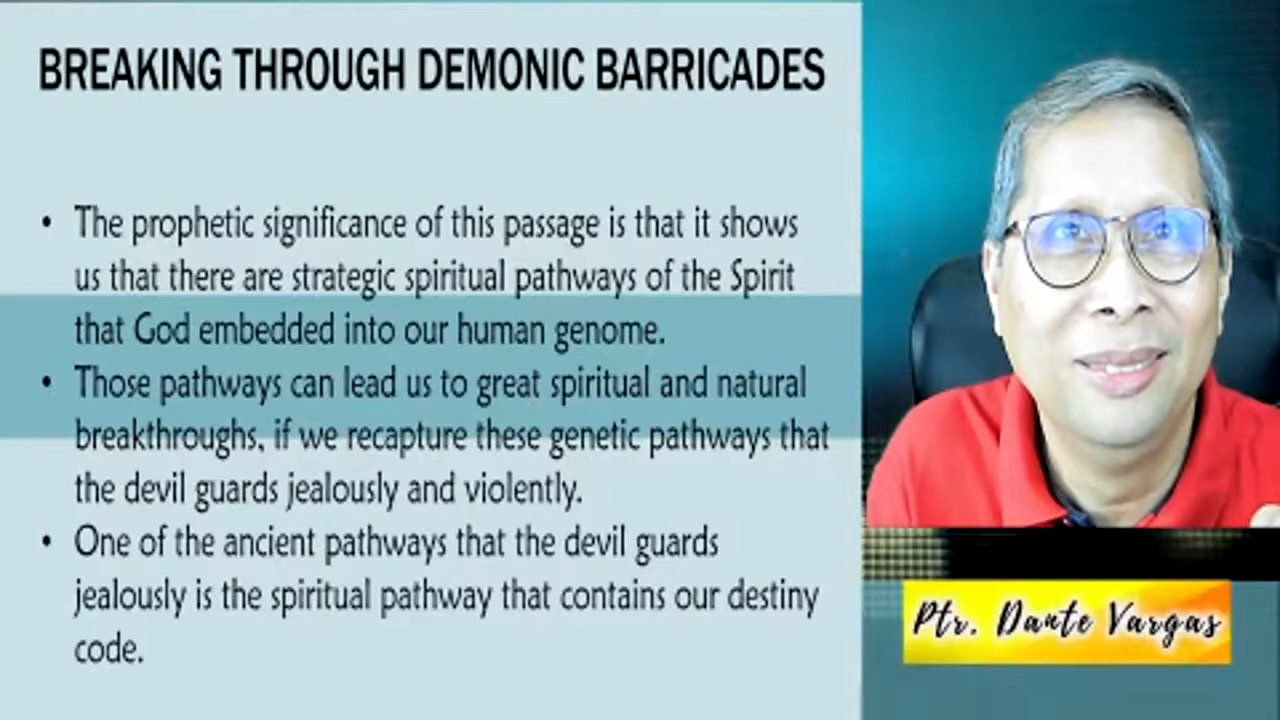 BREAKING THROUGH DEMONIC BARRICADES
• The prophetic significance of this passage is that it shows
us that there are strategic spiritual pathways of the Spirit
that God embedded into our human genome.
• Those pathways can lead us to great spiritual and natural
breakthroughs, if we recapture these genetic pathways that
the devil guards jealously and violently.
• One of the ancient pathways that the devil guards
jealously is the spiritual pathway that contains our destiny
code.
Ptr. Dante Vargas